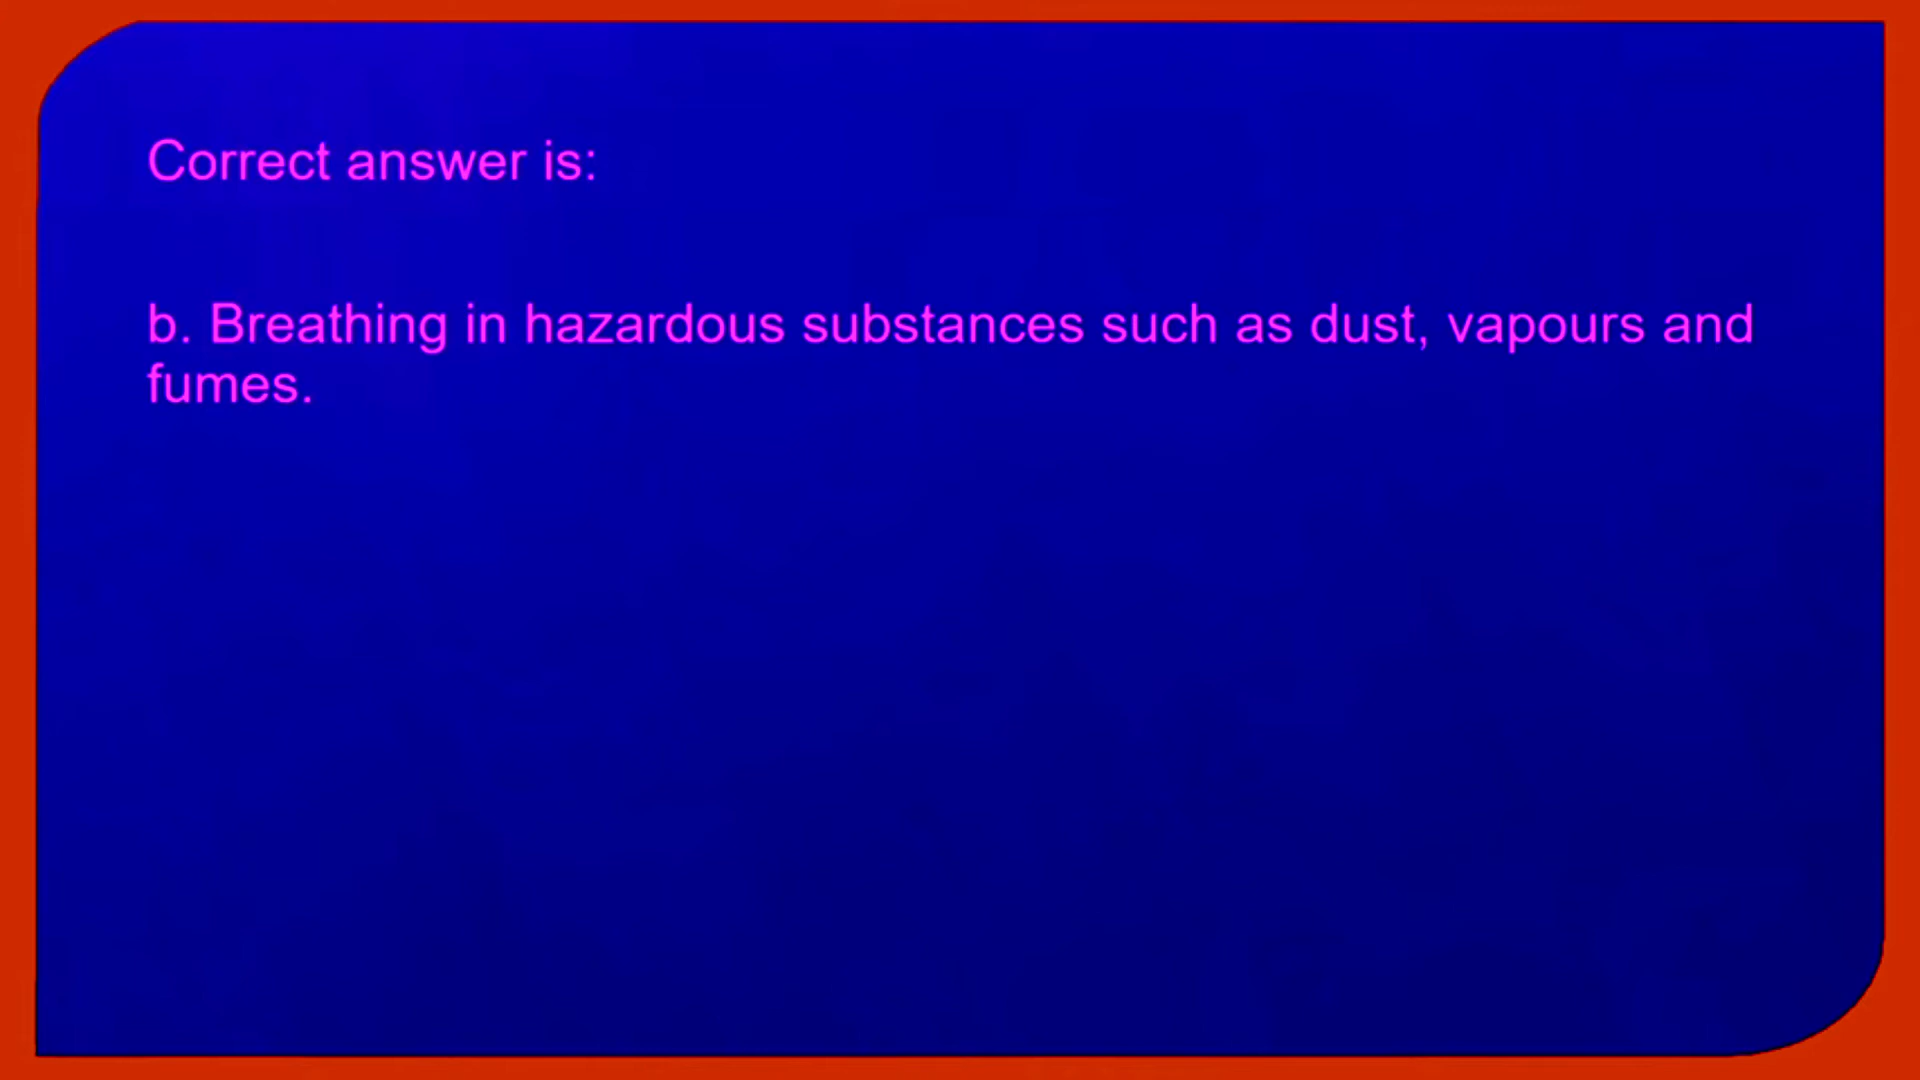 Correct answer is:
b. Breathing in hazardous substances such as dust, vapours and
fumes.